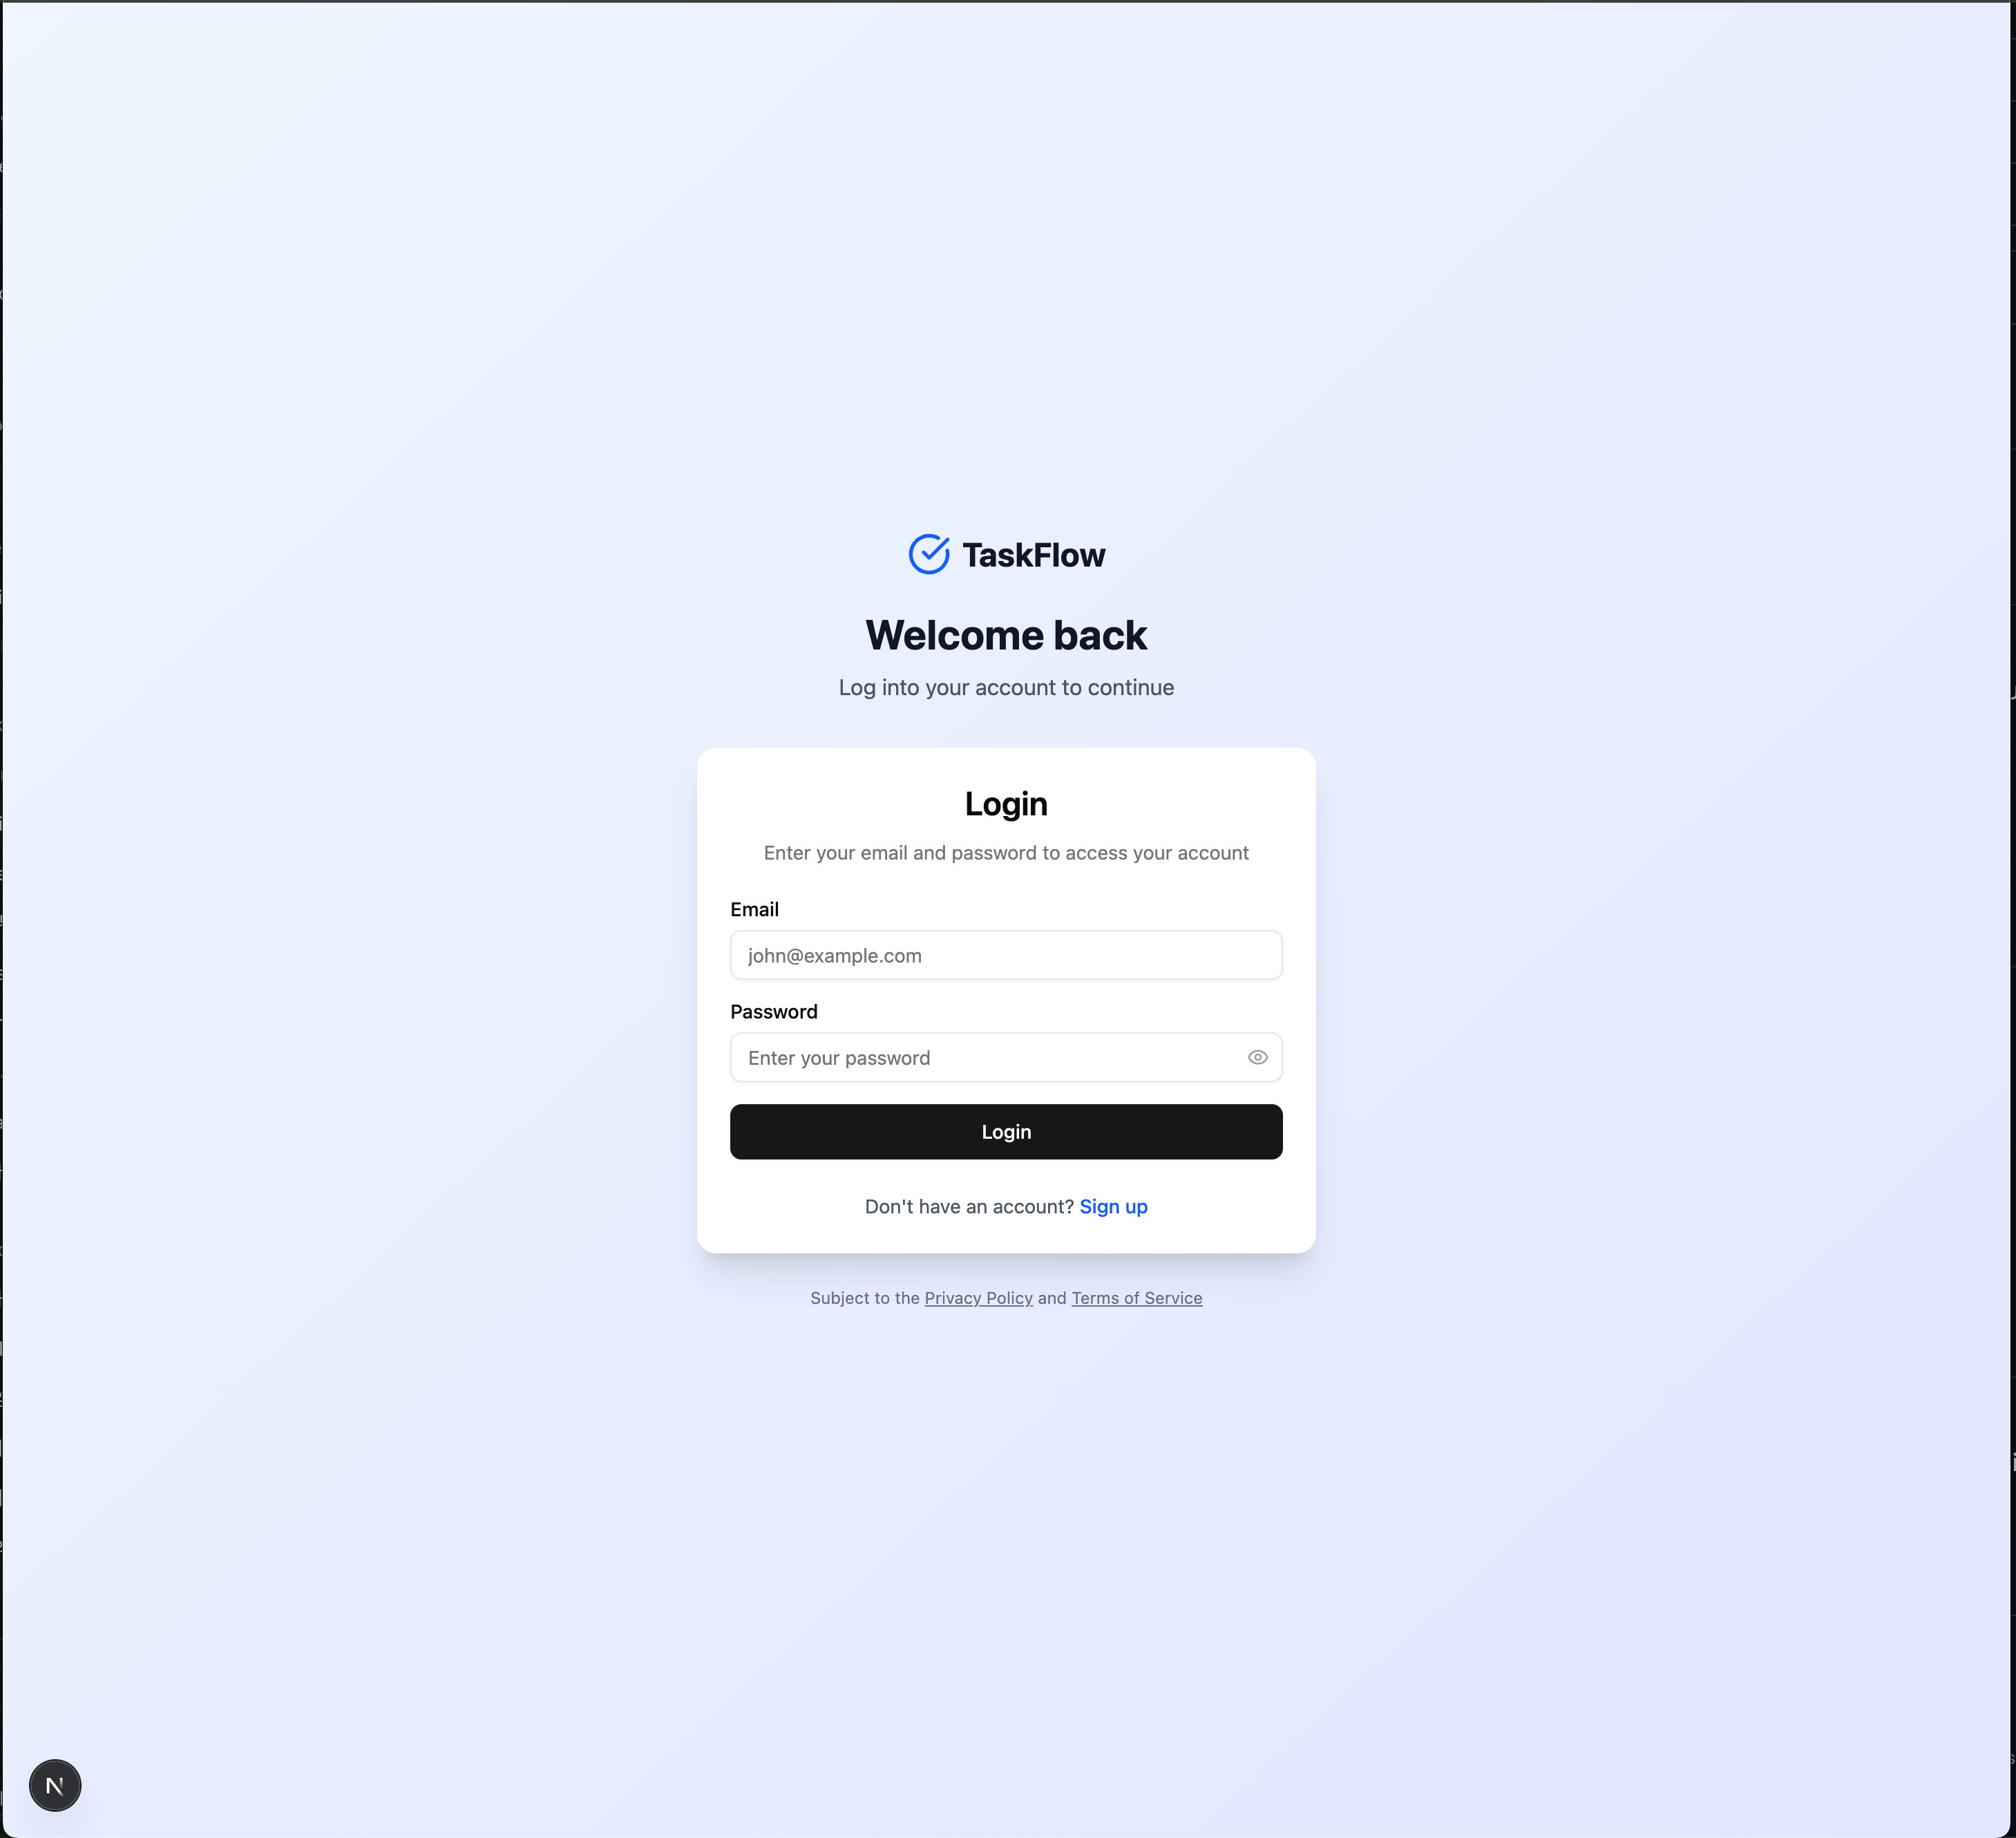 TaskFlow
Welcome back
Log into your account to continue
Login
Enter your email and password to access your account
Email
john@example.com
Password
Enter your password
Login
Don't have an account? Sign up
Subject to the Privacy Policy and Terms of Service
N